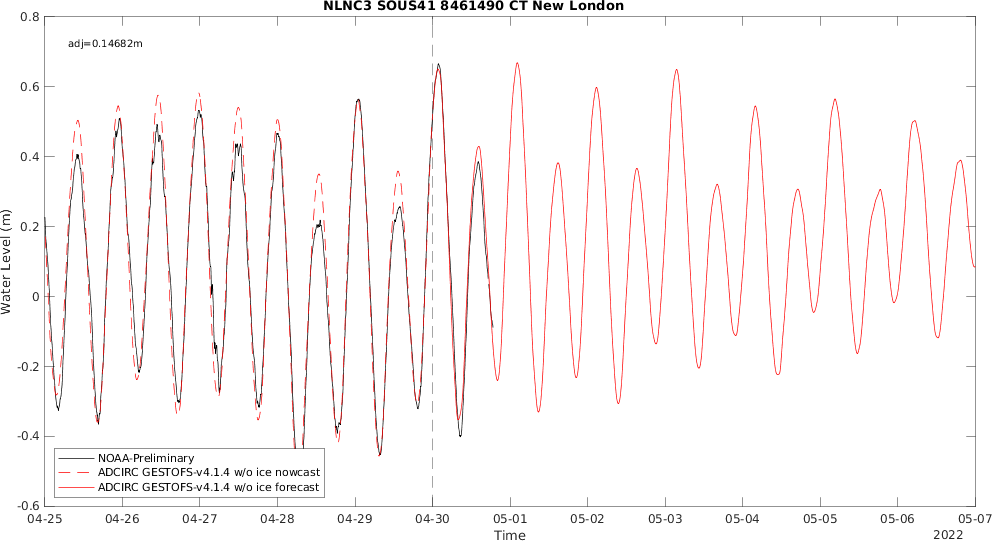 NLNC3 SOUS41 8461490 CT New London
adj=0.14682m
0.8
0.6
0.4
0.2
0
-0.2
-0.4
-0.6
Water Level (m)
NOAA-Preliminary
ADCIRC GESTOFS-v4.1.4 w/o ice nowcast
ADCIRC GESTOFS-v4.1.4 w/o ice forecast
04-25 04-26 04-27 04-28 04-29 04-30 05-01 05-02 05-03 05-04 05-05 05-06 05-07
Time
2022